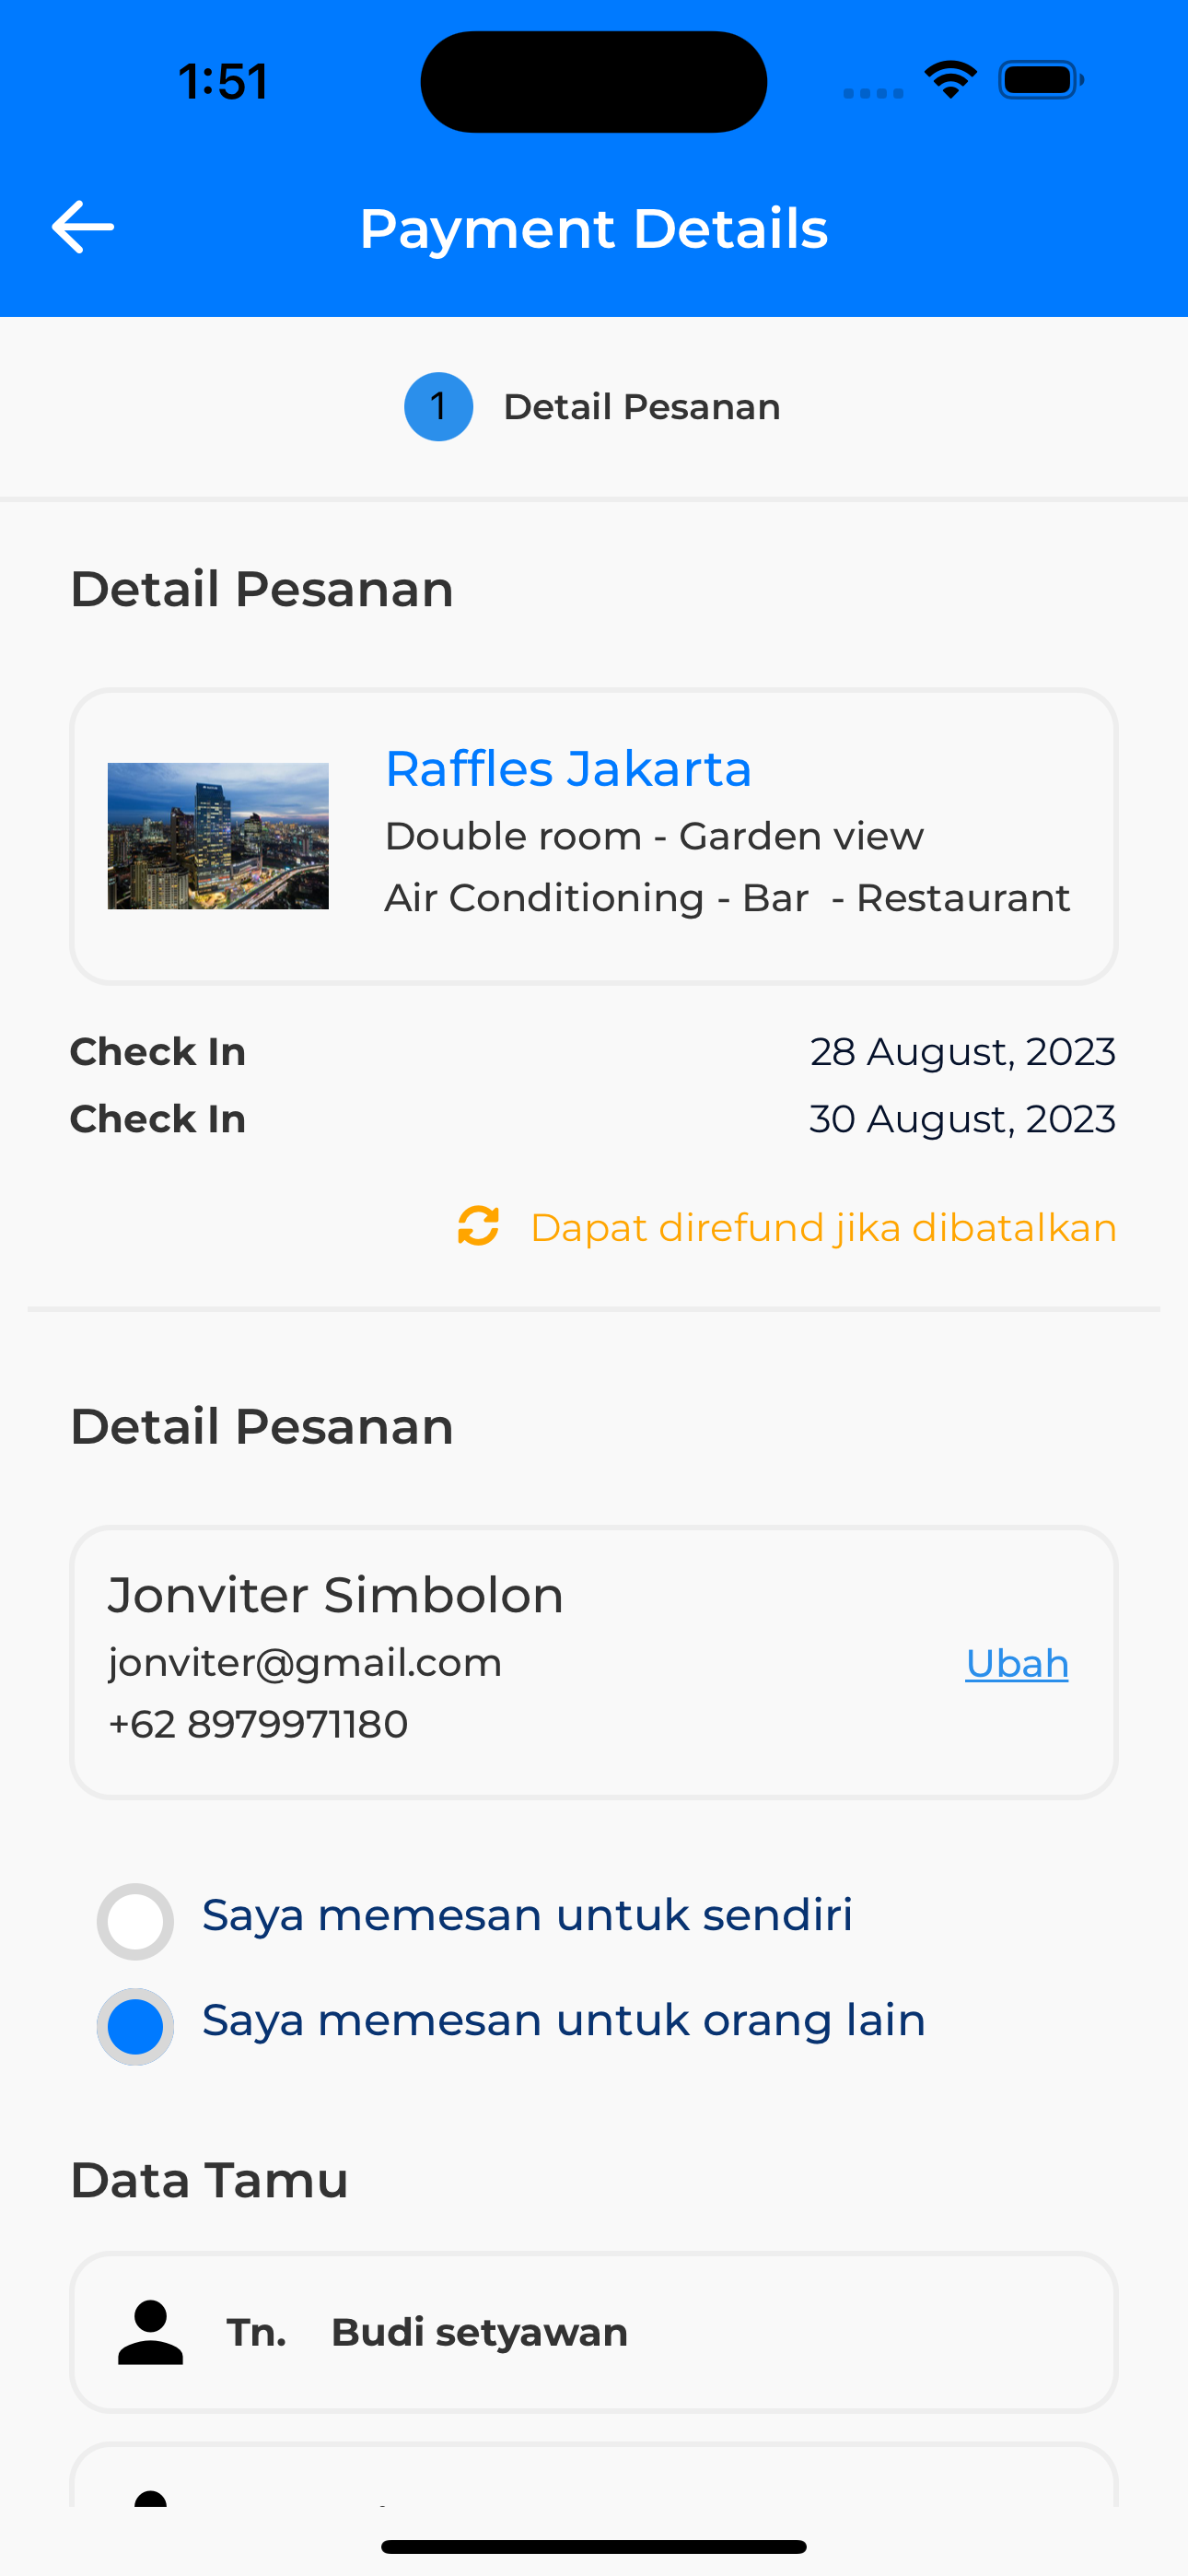 1:51
Payment Details
1 Detail Pesanan
Detail Pesanan
Raffles Jakarta
Double room - Garden view
Air Conditioning - Bar  - Restaurant
Check In 28 August, 2023
Check In 30 August, 2023
Dapat direfund jika dibatalkan
Detail Pesanan
Jonviter Simbolon
jonviter@gmail.com
Ubah
+62 8979971180
Saya memesan untuk sendiri
Saya memesan untuk orang lain
Data Tamu
Tn. Budi setyawan